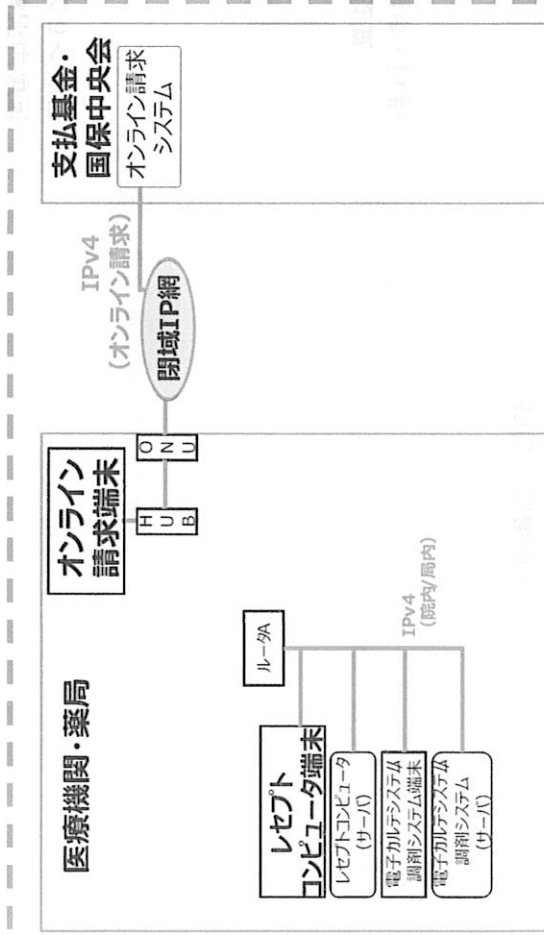 医療機関・薬局
オンライン
請求端末
HUB
ONU
閉域IP網
IPv4
(オンライン請求)
支払基金・
国保中央会
オンライン請求
システム
ルータA
レセプト
コンピュータ端末
レセプトコンピュータ
(サーバ)
電子カルテシステム
調剤システム端末
電子カルテシステム
調剤システム
(サーバ)
IPv4
(院内/局内)